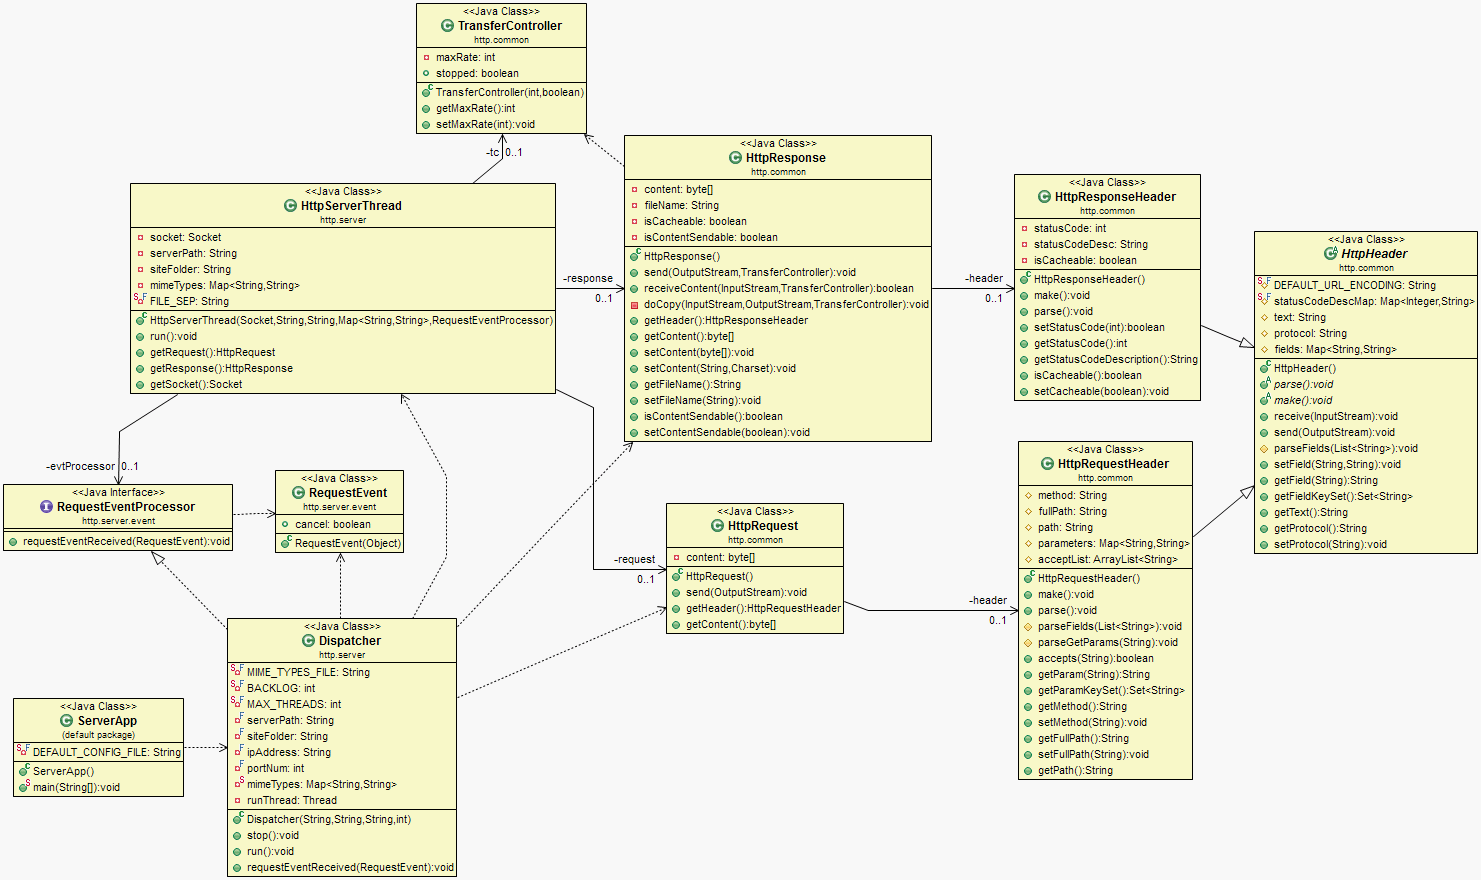 <<Java Class>>
TransferController
http.common
maxRate: int
stopped: boolean
TransferController(int,boolean)
getMaxRate():int
setMaxRate(int):void
-tc 0..1
<<Java Class>>
HttpServerThread
http.server
socket: Socket
serverPath: String
siteFolder: String
mimeTypes: Map<String,String>
FILE_SEP: String
HttpServerThread(Socket,String,String,Map<String,String>,RequestEventProcessor)
run():void
getRequest():HttpRequest
getResponse():HttpResponse
getSocket():Socket
-response
0..1
<<Java Class>>
HttpResponse
http.common
content: byte[]
fileName: String
isCacheable: boolean
isContentSendable: boolean
HttpResponse()
send(OutputStream,TransferController):void
receiveContent(InputStream,TransferController):boolean
doCopy(InputStream,OutputStream,TransferController):void
getHeader():HttpResponseHeader
getContent():byte[]
setContent(byte[]):void
setContent(String,Charset):void
getFileName():String
setFileName(String):void
isContentSendable():boolean
setContentSendable(boolean):void
-header
0..1
<<Java Class>>
HttpResponseHeader
http.common
statusCode: int
statusCodeDesc: String
isCacheable: boolean
HttpResponseHeader()
make():void
parse():void
setStatusCode(int):boolean
getStatusCode():int
getStatusCodeDescription():String
isCacheable():boolean
setCacheable(boolean):void
<<Java Class>>
HttpHeader
http.common
DEFAULT_URL_ENCODING: String
statusCodeDescMap: Map<Integer,String>
text: String
protocol: String
fields: Map<String,String>
HttpHeader()
parse():void
make():void
receive(InputStream):void
send(OutputStream):void
parseFields(List<String>):void
setField(String,String):void
getField(String):String
getFieldKeySet():Set<String>
getText():String
getProtocol():String
setProtocol(String):void
-evtProcessor 0..1
<<Java Interface>>
RequestEventProcessor
http.server.event
requestEventReceived(RequestEvent):void
<<Java Class>>
RequestEvent
http.server.event
cancel: boolean
RequestEvent(Object)
-request
0..1
<<Java Class>>
HttpRequest
http.common
content: byte[]
HttpRequest()
send(OutputStream):void
getHeader():HttpRequestHeader
getContent():byte[]
-header
0..1
<<Java Class>>
HttpRequestHeader
http.common
method: String
fullPath: String
path: String
parameters: Map<String,String>
acceptList: ArrayList<String>
HttpRequestHeader()
make():void
parse():void
parseFields(List<String>):void
parseGetParams(String):void
accepts(String):boolean
getParam(String):String
getParamKeySet():Set<String>
getMethod():String
setMethod(String):void
getFullPath():String
setFullPath(String):void
getPath():String
<<Java Class>>
Dispatcher
http.server
MIME_TYPES_FILE: String
BACKLOG: int
MAX_THREADS: int
serverPath: String
siteFolder: String
ipAddress: String
portNum: int
mimeTypes: Map<String,String>
runThread: Thread
Dispatcher(String,String,String,int)
stop():void
run():void
requestEventReceived(RequestEvent):void
<<Java Class>>
ServerApp
(default package)
DEFAULT_CONFIG_FILE: String
ServerApp()
main(String[]):void